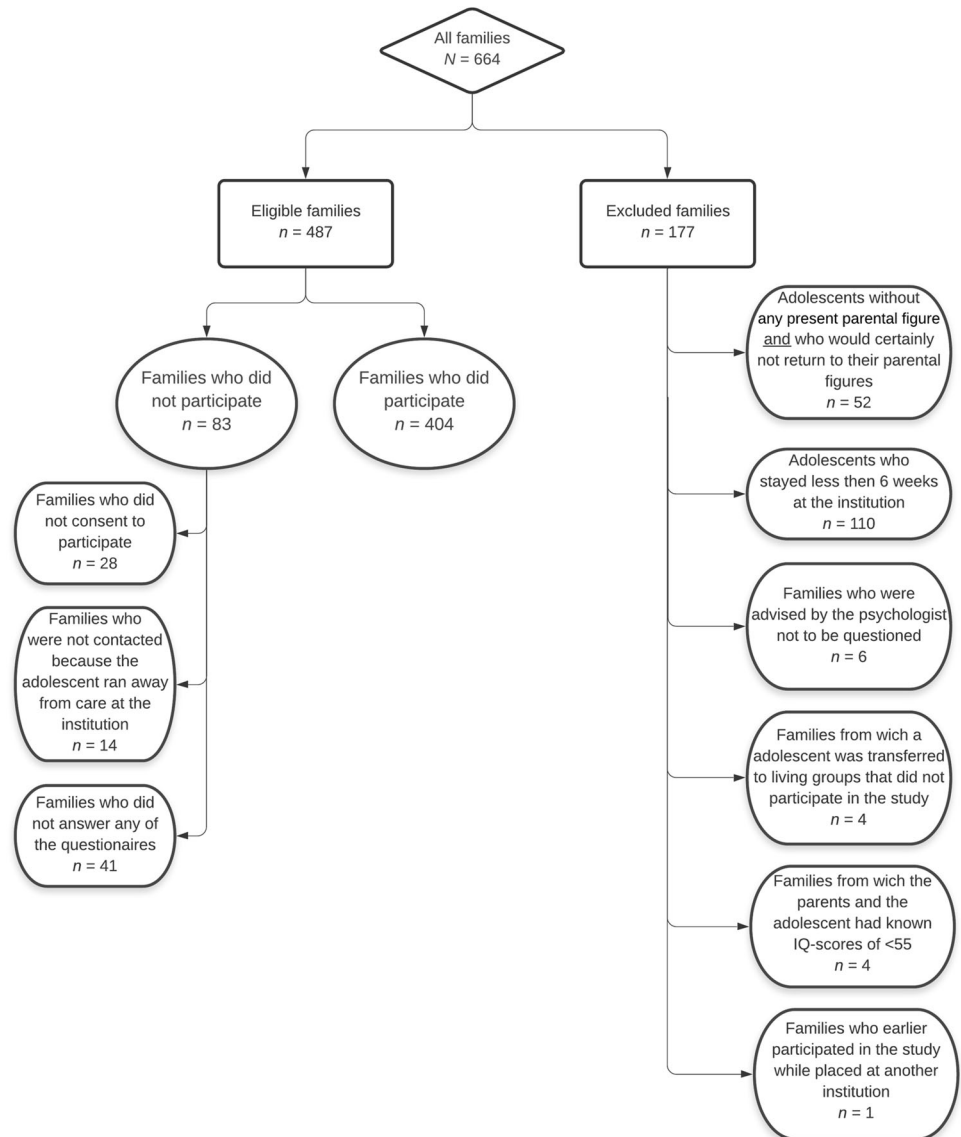 All families
N = 664
Eligible families
n = 487
Excluded families
n = 177
Families who did
not participate
n = 83
Families who did
participate
n = 404
Families who did
not consent to
participate
n = 28
Families who
were not contacted
because the
adolescent ran away
from care at the
institution
n = 14
Families who did
not answer any of
the questionaires
n = 41
Adolescents without
any present parental figure
and who would certainly
not return to their parental
figures
n = 52
Adolescents who
stayed less then 6 weeks
at the institution
n = 110
Families who were
advised by the psychologist
not to be questioned
n = 6
Families from wich a
adolescent was transferred
to living groups that did not
participate in the study
n = 4
Families from wich the
parents and the
adolescent had known
IQ-scores of <55
n = 4
Families who earlier
participated in the study
while placed at another
institution
n = 1